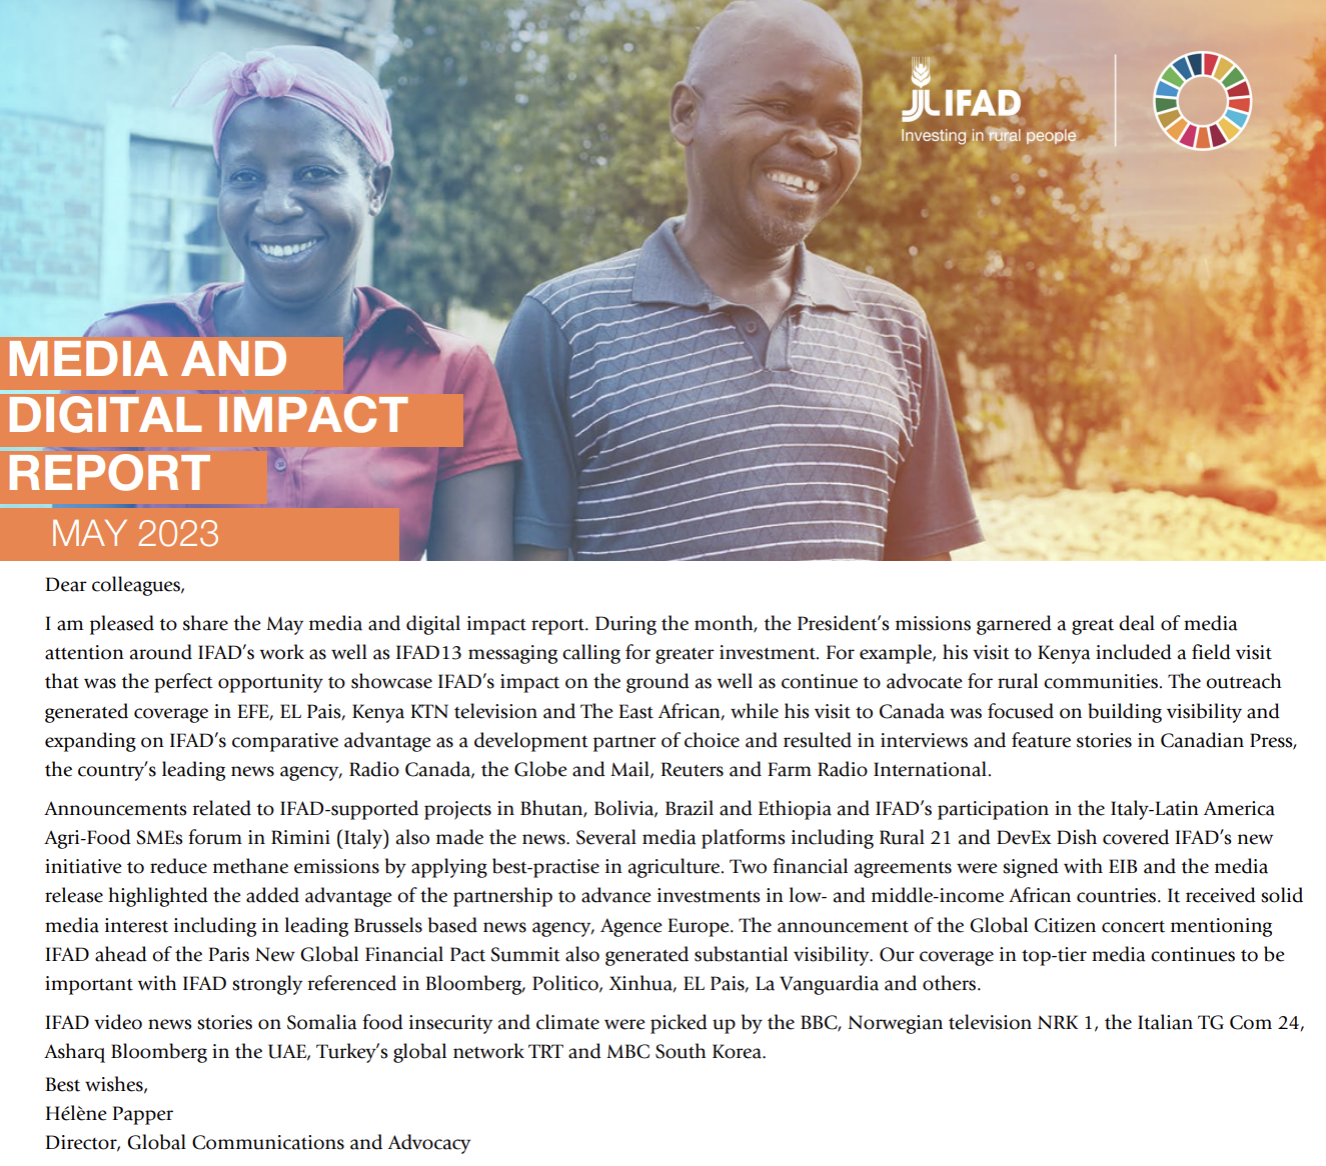 IFAD
Investing in rural people
MEDIA AND
DIGITAL IMPACT
REPORT
MAY 2023
Dear colleagues,
I am pleased to share the May media and digital impact report. During the month, the President's missions garnered a great deal of media
attention around IFAD's work as well as IFAD13 messaging calling for greater investment. For example, his visit to Kenya included a field visit
that was the perfect opportunity to showcase IFAD's impact on the ground as well as continue to advocate for rural communities. The outreach
generated coverage in EFE, EL Pais, Kenya KTN television and The East African, while his visit to Canada was focused on building visibility and
expanding on IFAD's comparative advantage as a development partner of choice and resulted in interviews and feature stories in Canadian Press,
the country's leading news agency, Radio Canada, the Globe and Mail, Reuters and Farm Radio International.
Announcements related to IFAD-supported projects in Bhutan, Bolivia, Brazil and Ethiopia and IFAD's participation in the Italy-Latin America
Agri-Food SMEs forum in Rimini (Italy) also made the news. Several media platforms including Rural 21 and DevEx Dish covered IFAD's new
initiative to reduce methane emissions by applying best-practise in agriculture. Two financial agreements were signed with EIB and the media
release highlighted the added advantage of the partnership to advance investments in low- and middle-income African countries. It received solid
media interest including in leading Brussels based news agency, Agence Europe. The announcement of the Global Citizen concert mentioning
IFAD ahead of the Paris New Global Financial Pact Summit also generated substantial visibility. Our coverage in top-tier media continues to be
important with IFAD strongly referenced in Bloomberg, Politico, Xinhua, EL Pais, La Vanguardia and others.
IFAD video news stories on Somalia food insecurity and climate were picked up by the BBC, Norwegian television NRK 1, the Italian TG Com 24,
Asharq Bloomberg in the UAE, Turkey's global network TRT and MBC South Korea.
Best wishes,
Hélène Papper
Director, Global Communications and Advocacy